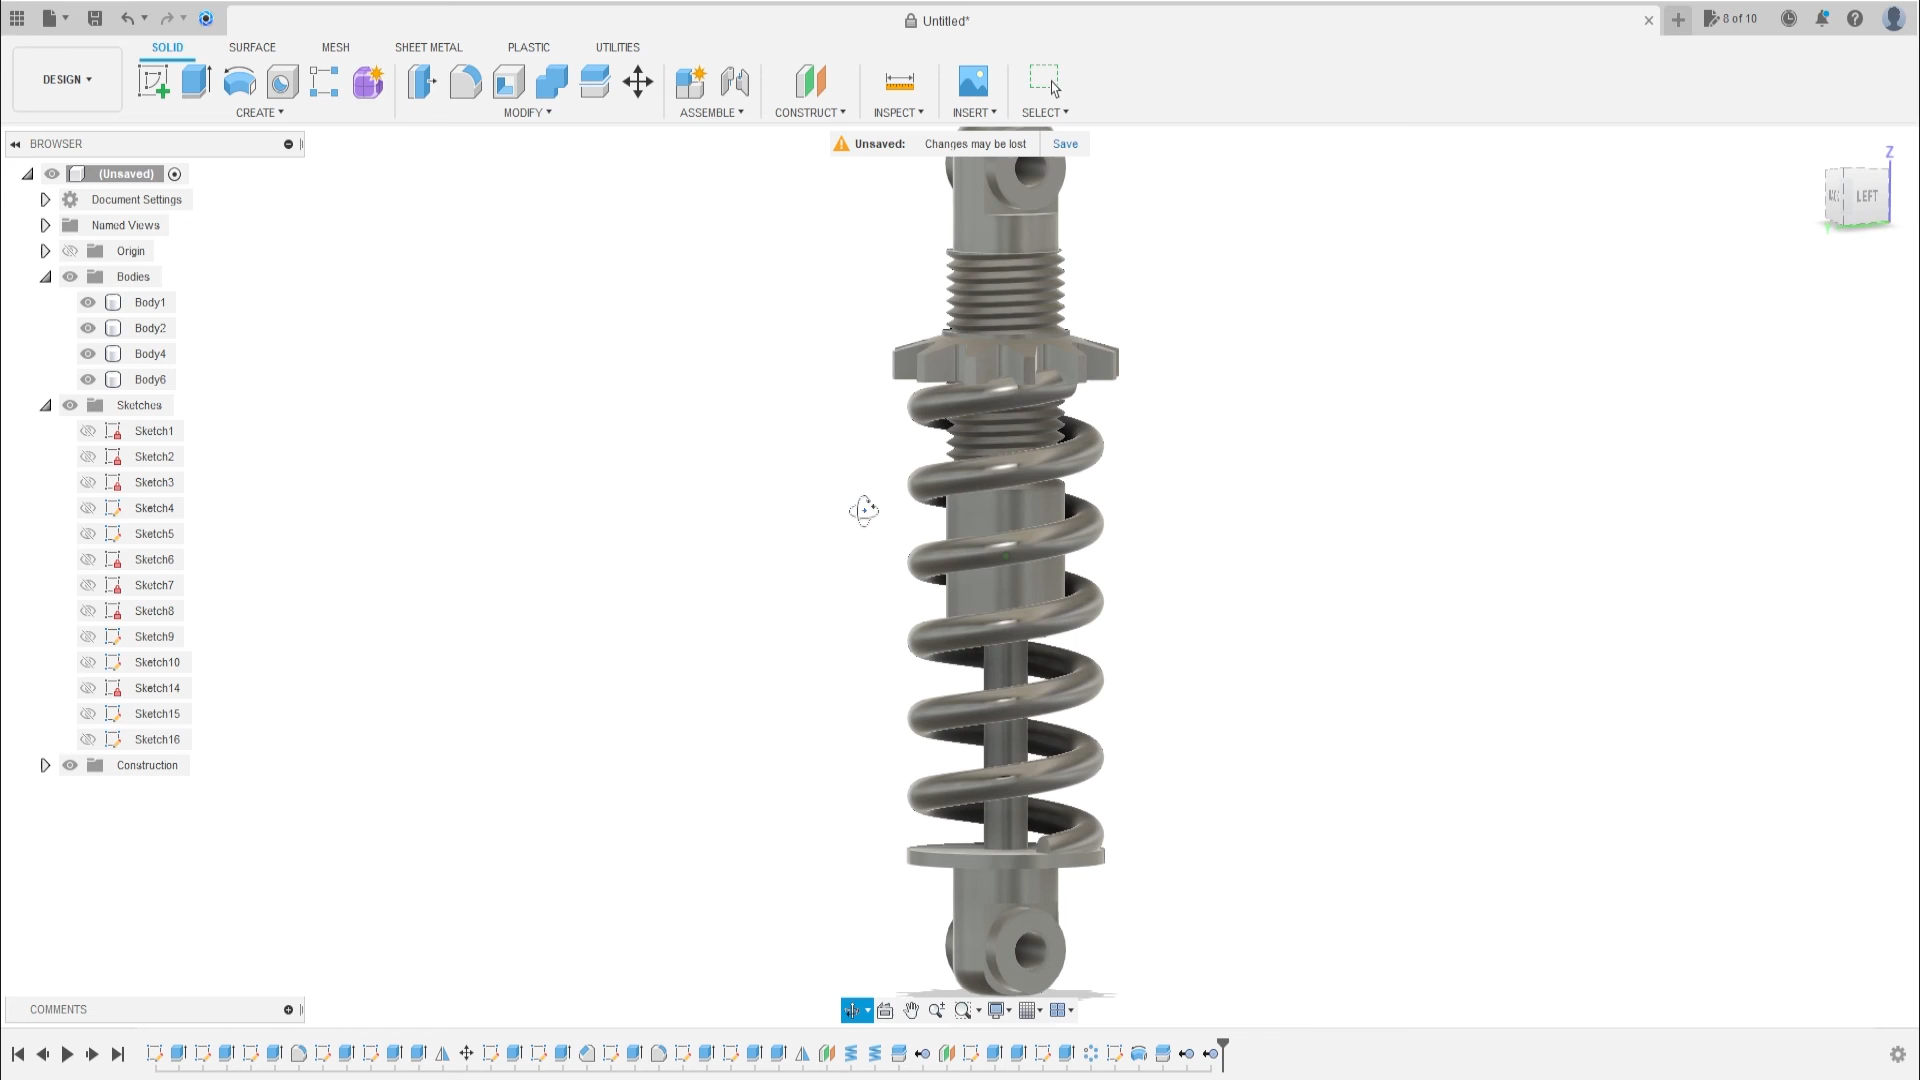 Untitled*
8 of 10
SOLID
SURFACE
MESH
SHEET METAL
PLASTIC
UTILITIES
DESIGN
CREATE
MODIFY
ASSEMBLE
CONSTRUCT
INSPECT
INSERT
SELECT
BROWSER
Unsaved: Changes may be lost Save
(Unsaved)
Document Settings
Named Views
Origin
Bodies
Body1
Body2
Body4
Body6
Sketches
Sketch1
Sketch2
Sketch3
Sketch4
Sketch5
Sketch6
Sketch7
Sketch8
Sketch9
Sketch10
Sketch14
Sketch15
Sketch16
Construction
Z
BACK
LEFT
Y
COMMENTS